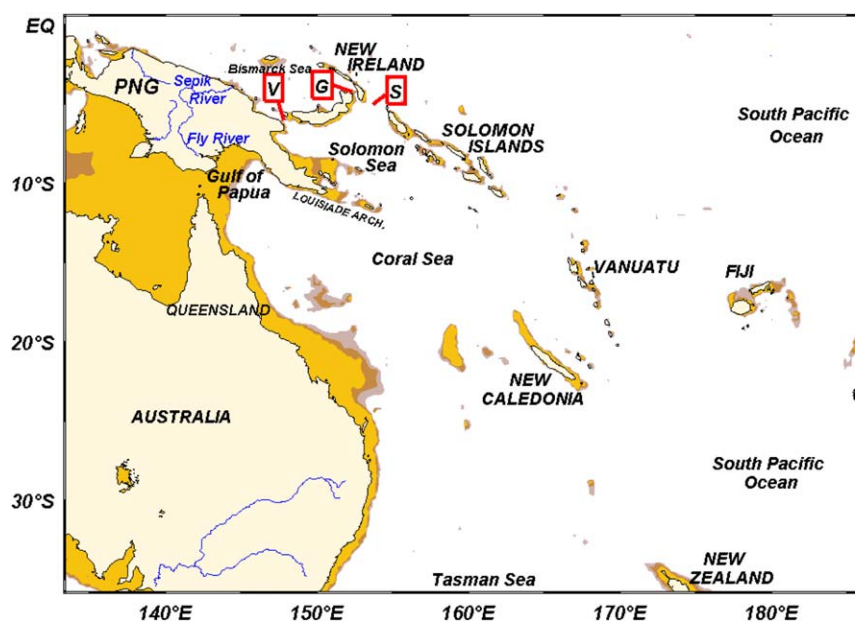 EQ
NEW
IRELAND
Bismarck Sea
PNG
Sepik
River
V
G
S
South Pacific
Ocean
Fly River
Solomon
Sea
SOLOMON
ISLANDS
10°S
Gulf of
Papua
LOUISIADE ARCH.
Coral Sea
VANUATU
FIJI
QUEENSLAND
20°S
NEW
CALEDONIA
AUSTRALIA
South Pacific
Ocean
30°S
Tasman Sea
NEW
ZEALAND
140°E
150°E
160°E
170°E
180°E